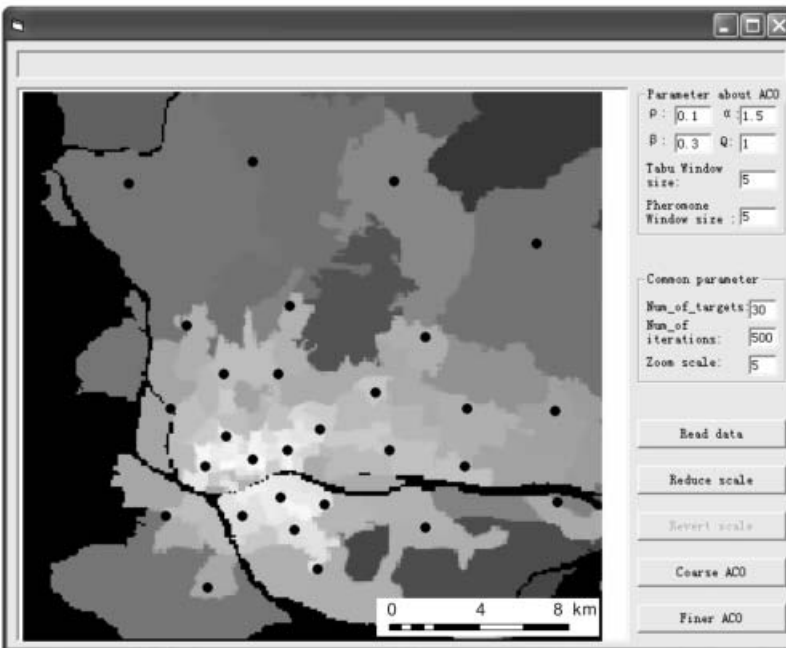 Parameter about ACO
ρ: 0.1 α: 1.5
β: 0.3 Q: 1
Tabu Window
size: 5
Pheromone
Window size : 5
Common parameter
Num_of_targets: 30
Num_of
iterations: 500
Zoom scale: 5
Read data
Reduce scale
Revert scale
Coarse ACO
Finer ACO
0 4 8 km